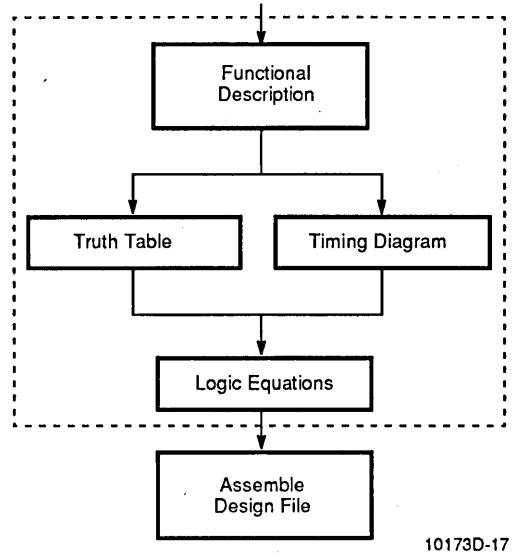 Functional
Description
Truth Table
Timing Diagram
Logic Equations
Assemble
Design File
10173D-17